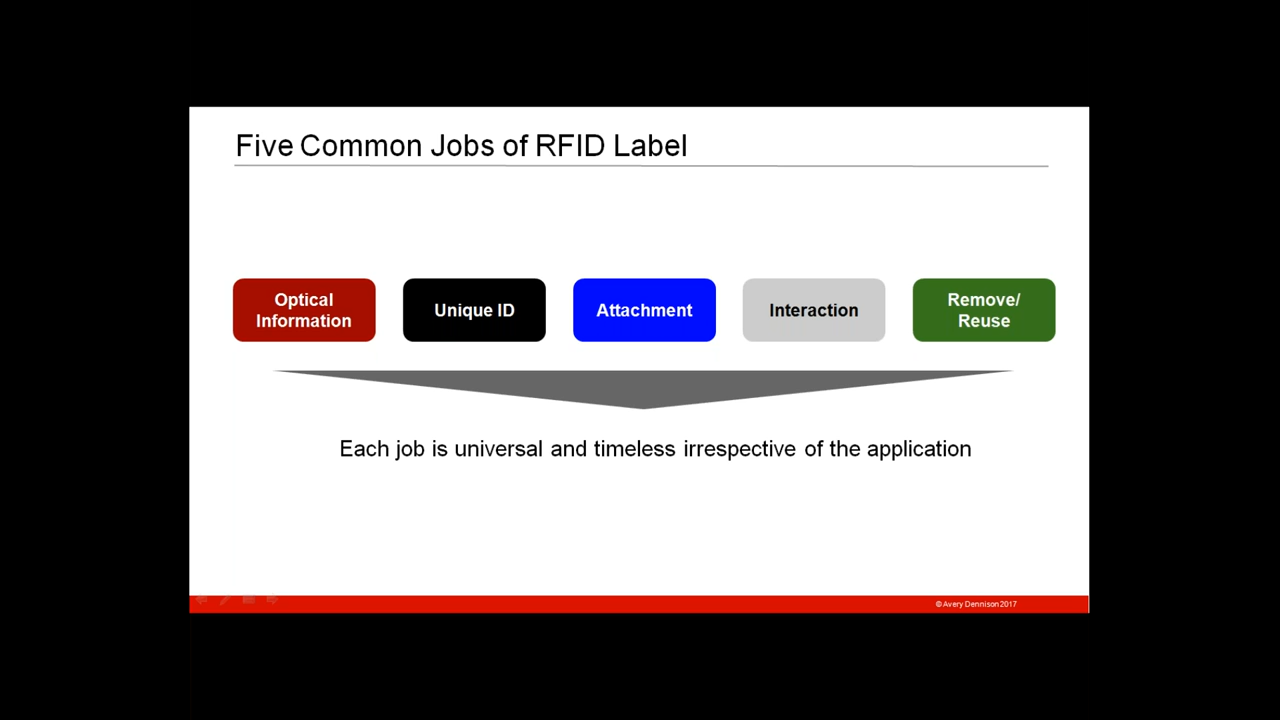 Five Common Jobs of RFID Label
Optical
Information
Unique ID
Attachment
Interaction
Remove/
Reuse
Each job is universal and timeless irrespective of the application
© Avery Dennison 2017